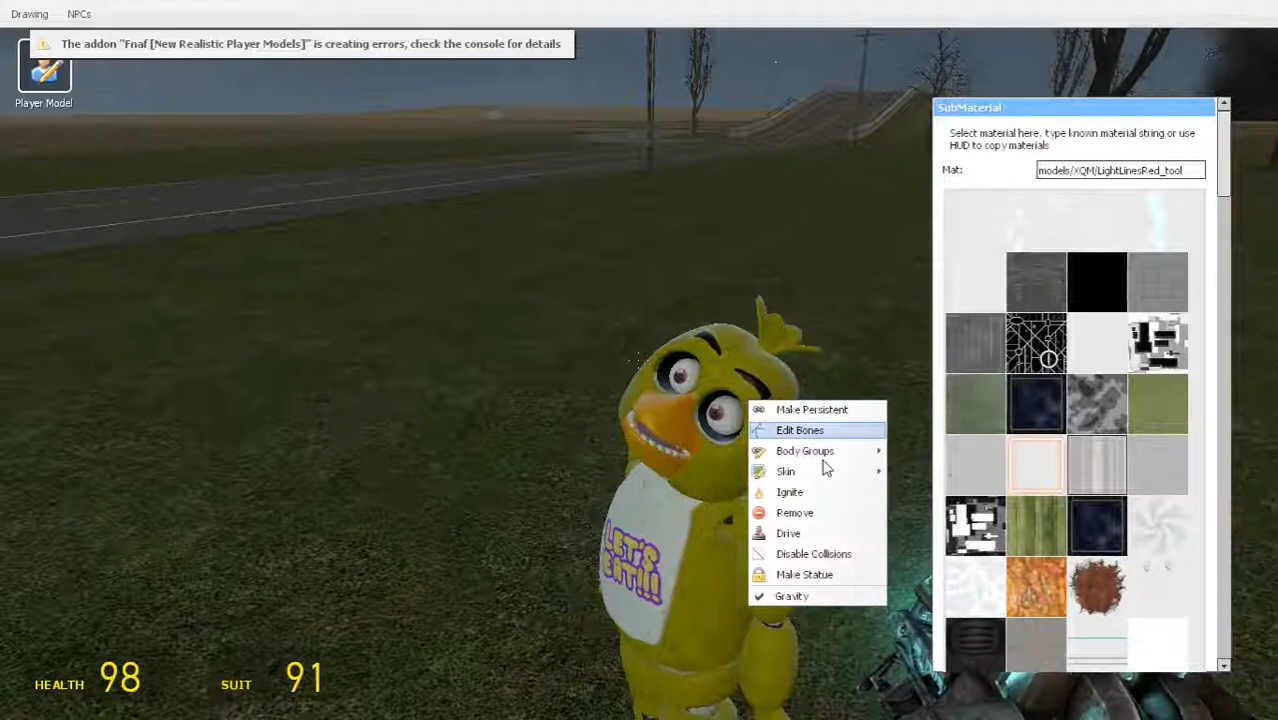 Drawing NPCs
The addon "Fnaf [New Realistic Player Models]" is creating errors, check the console for details
Player Model
SubMaterial
Select material here, type known material string or use
HUD to copy materials
Mat: models/XQM/LightLinesRed_tool
Make Persistent
Edit Bones
Body Groups
Skin
Ignite
Remove
Drive
Disable Collisions
Make Statue
Gravity
LET'S
EAT!!!
HEALTH 98 SUIT 91